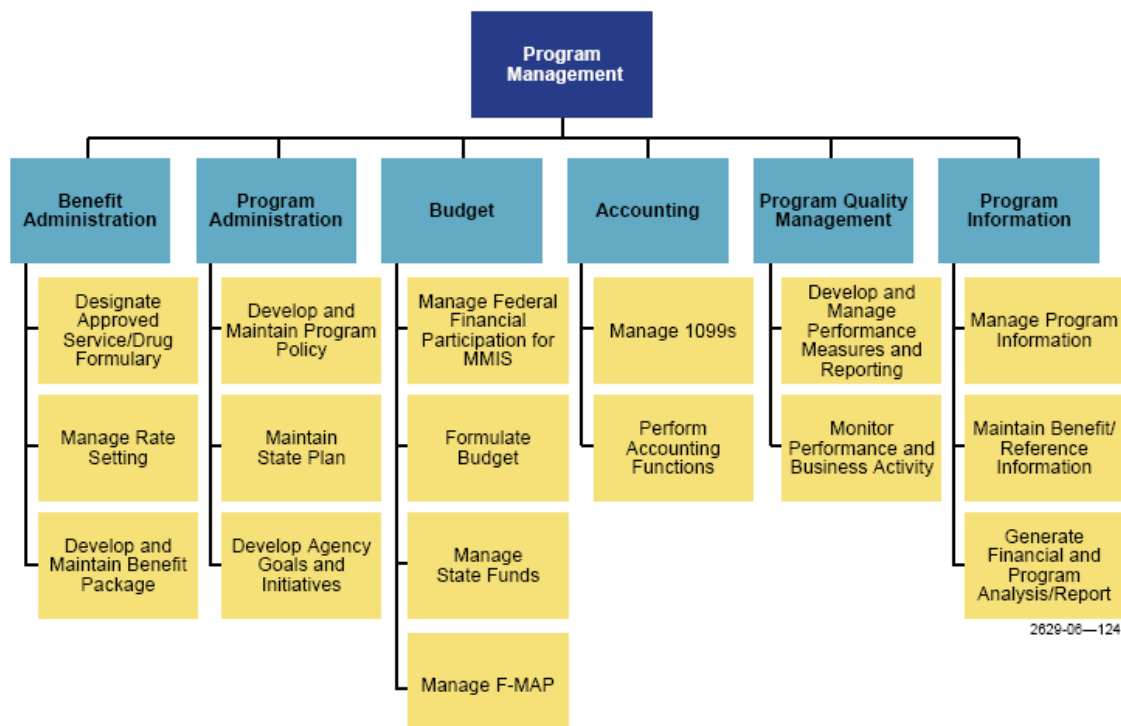 Program
Management
Benefit
Administration
Program
Administration
Budget
Accounting
Program Quality
Management
Program
Information
Designate
Approved
Service/Drug
Formulary
Develop and
Maintain Program
Policy
Manage Federal
Financial
Participation for
MMIS
Manage 1099s
Develop and
Manage
Performance
Measures and
Reporting
Manage Program
Information
Manage Rate
Setting
Maintain
State Plan
Formulate
Budget
Perform
Accounting
Functions
Monitor
Performance and
Business Activity
Maintain Benefit/
Reference
Information
Develop and
Maintain Benefit
Package
Develop Agency
Goals and
Initiatives
Manage
State Funds
Generate
Financial and
Program
Analysis/Report
2629-06—124
Manage F-MAP